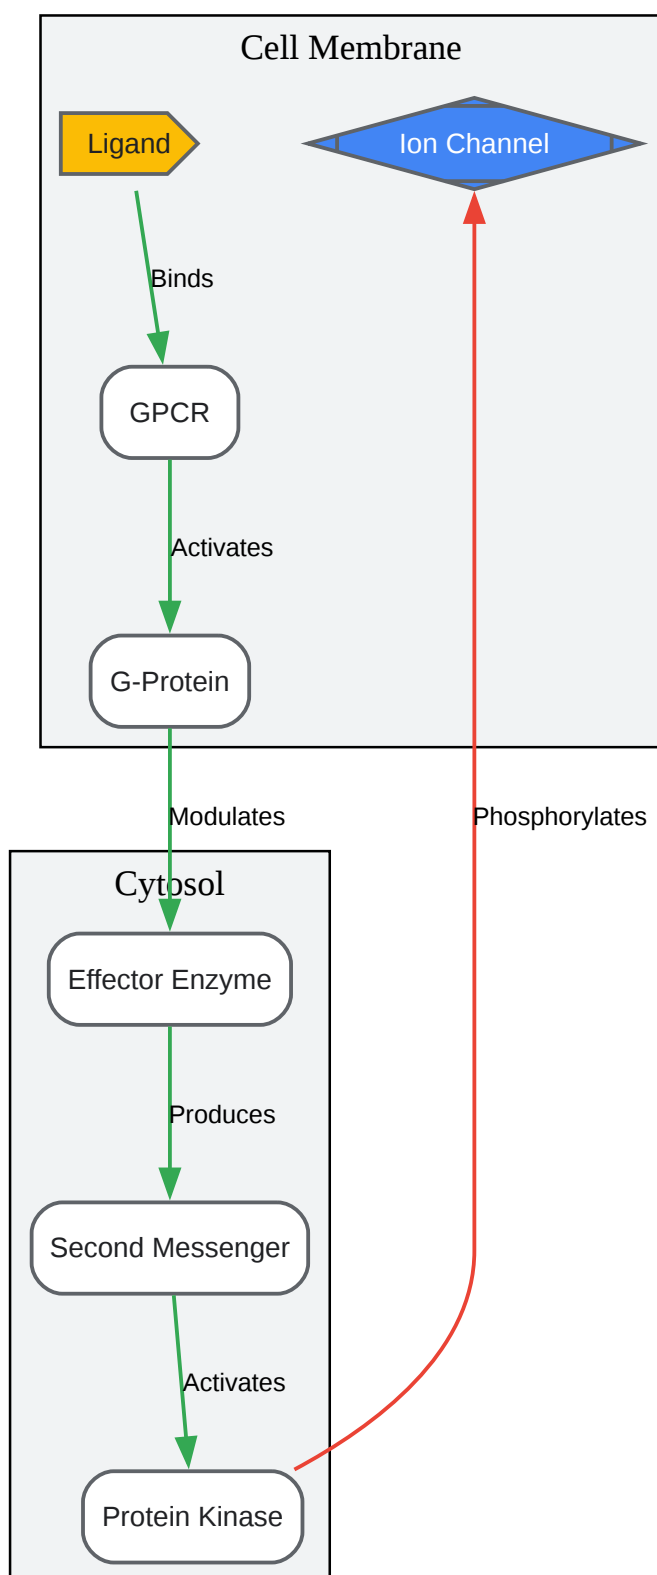 Cell Membrane
Ligand
Ion Channel
Binds
GPCR
Activates
G-Protein
Modulates
Phosphorylates
Cytosol
Effector Enzyme
Produces
Second Messenger
Activates
Protein Kinase